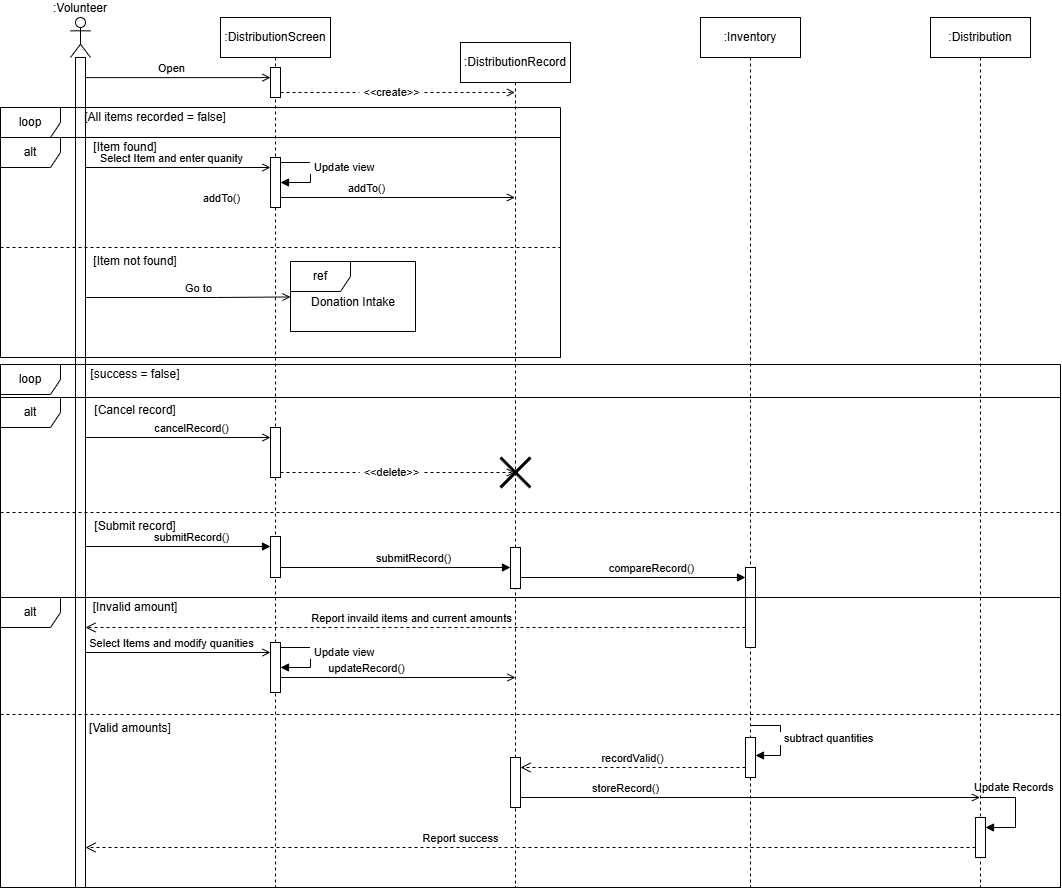 :Volunteer
:DistributionScreen
:DistributionRecord
:Inventory
:Distribution
Open
<<create>>
loop
[All items recorded = false]
alt
[Item found]
Select Item and enter quanity
Update view
addTo()
addTo()
[Item not found]
Go to
ref
Donation Intake
loop
[success = false]
alt
[Cancel record]
cancelRecord()
<<delete>>
[Submit record]
submitRecord()
submitRecord()
compareRecord()
alt
[Invalid amount]
Report invaild items and current amounts
Select Items and modify quanities
Update view
updateRecord()
[Valid amounts]
subtract quantities
recordValid()
storeRecord()
Update Records
Report success